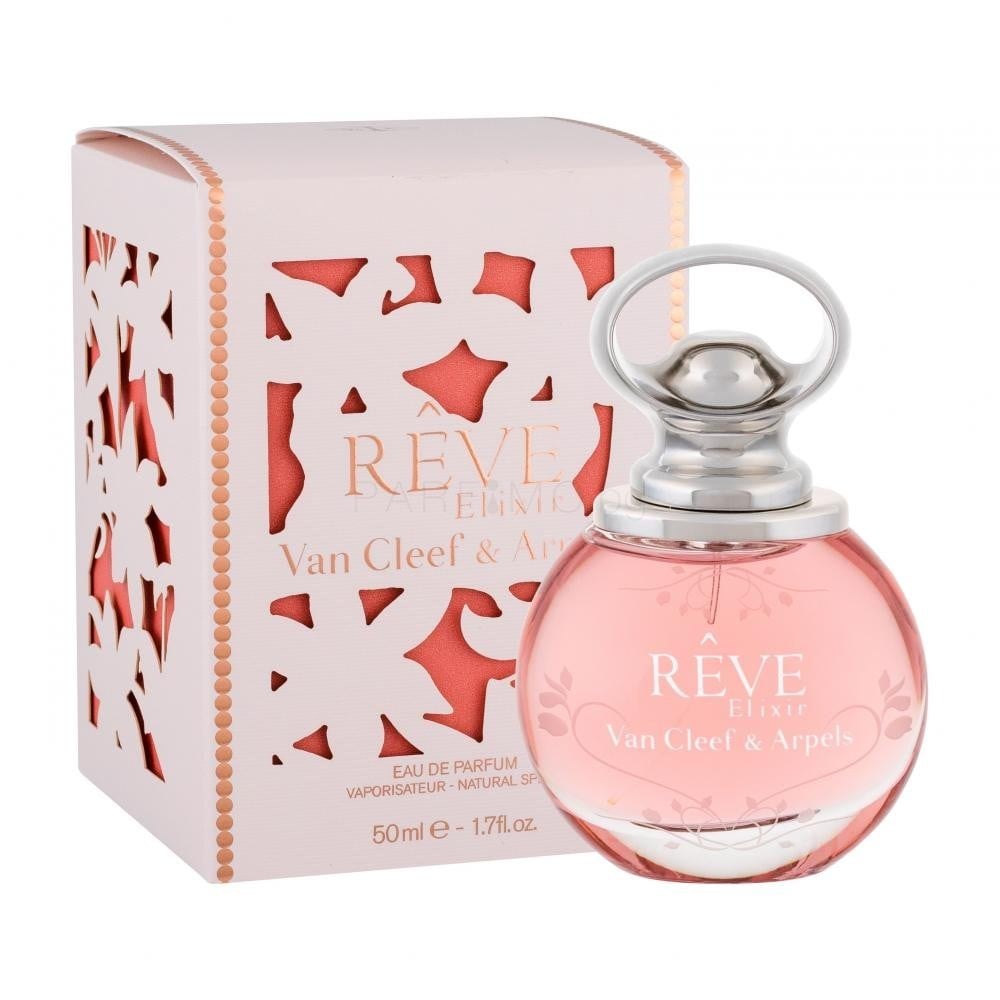 RÊVE
Elixir
Van Cleef & Arpels
EAU DE PARFUM
VAPORISATEUR - NATURAL
50ml e - 1.7fl.oz.
RÊVE
Elixir
Van Cleef & Arpels